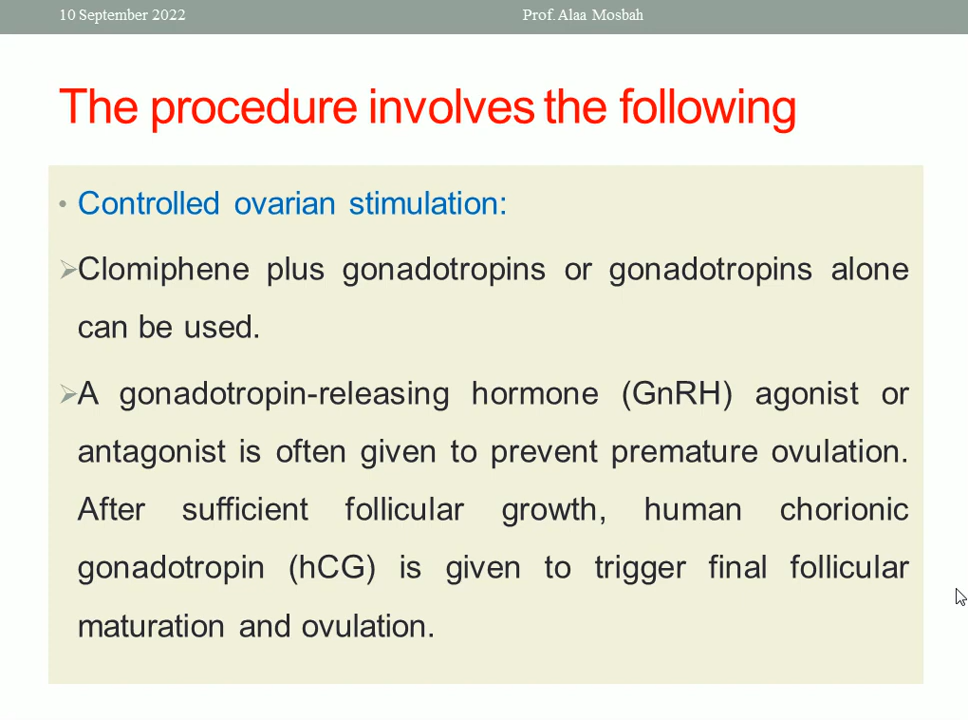 10 September 2022
Prof. Alaa Mosbah
The procedure involves the following
• Controlled ovarian stimulation:
➢Clomiphene plus gonadotropins or gonadotropins alone
can be used.
➢A gonadotropin-releasing hormone (GnRH) agonist or
antagonist is often given to prevent premature ovulation.
After sufficient follicular growth, human chorionic
gonadotropin (hCG) is given to trigger final follicular
maturation and ovulation.